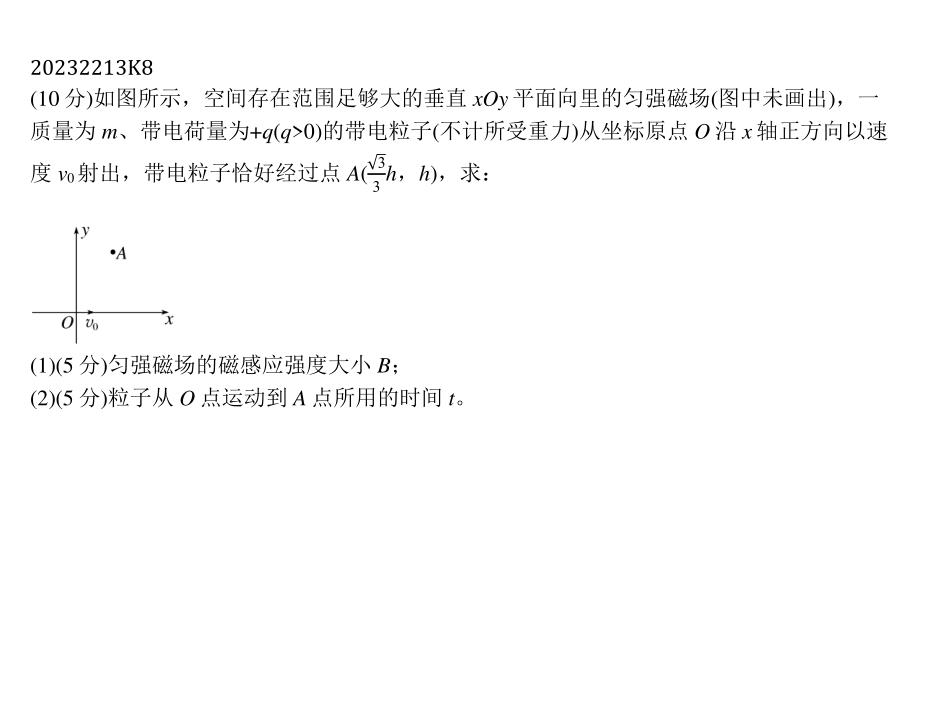 20232213K8
(10 分)如图所示，空间存在范围足够大的垂直 xOy 平面向里的匀强磁场(图中未画出)，一
质量为 m、带电荷量为+q(q>0)的带电粒子(不计所受重力)从坐标原点 O 沿 x 轴正方向以速
度 v₀ 射出，带电粒子恰好经过点 A(√3/3 h，h)，求：
y
A
O v₀ x
(1)(5 分)匀强磁场的磁感应强度大小 B；
(2)(5 分)粒子从 O 点运动到 A 点所用的时间 t。